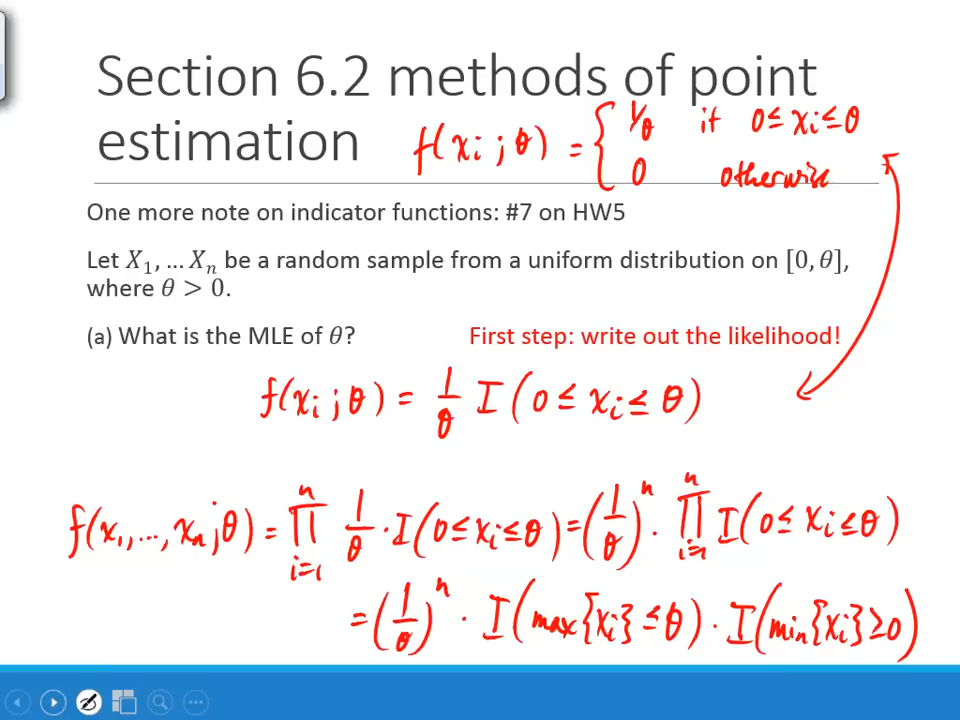 Section 6.2 methods of point
estimation
f(xi ; θ) = { 1/θ if 0 ≤ xi ≤ θ
0 otherwise
One more note on indicator functions: #7 on HW5
Let X₁, … Xₙ be a random sample from a uniform distribution on [0, θ],
where θ > 0.
(a) What is the MLE of θ? First step: write out the likelihood!
f(xi ; θ) = 1/θ I(0 ≤ xi ≤ θ)
f(x₁, ..., xₙ ; θ) = ∏ⁿᵢ₌₁ 1/θ · I(0 ≤ xi ≤ θ) = (1/θ)ⁿ · ∏ⁿᵢ₌₁ I(0 ≤ xi ≤ θ)
= (1/θ)ⁿ · I(max{xi} ≤ θ) · I(min{xi} ≥ 0)